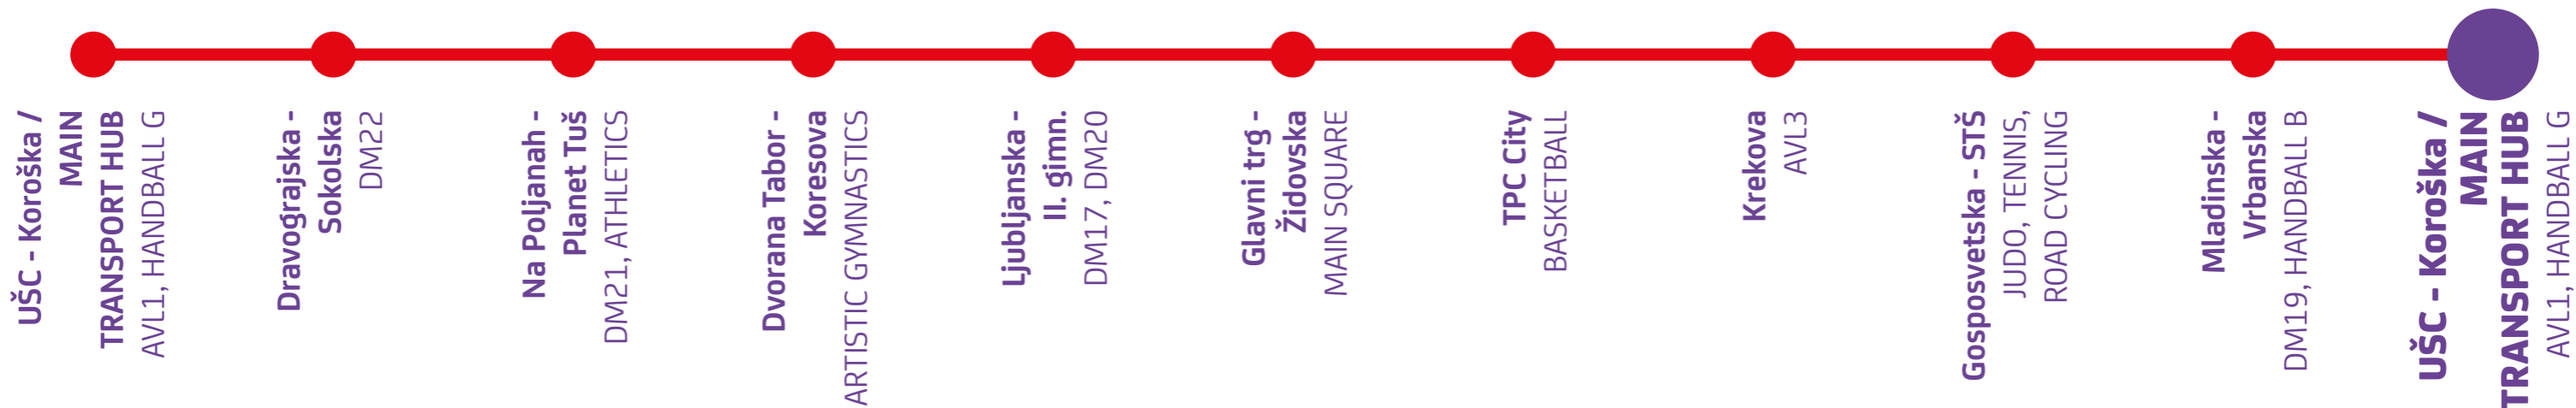 UŠC - Koroška /
MAIN
TRANSPORT HUB
AVL1, HANDBALL G
Dravograjska -
Sokolska
DM22
Na Poljanah -
Planet Tuš
DM21, ATHLETICS
Dvorana Tabor -
Koresova
ARTISTIC GYMNASTICS
Ljubljanska -
II. gimn.
DM17, DM20
Glavni trg -
Židovska
MAIN SQUARE
TPC City
BASKETBALL
Krekova
AVL3
Gosposvetska - STŠ
JUDO, TENNIS,
ROAD CYCLING
Mladinska -
Vrbanska
DM19, HANDBALL B
UŠC - Koroška /
MAIN
TRANSPORT HUB
AVL1, HANDBALL G